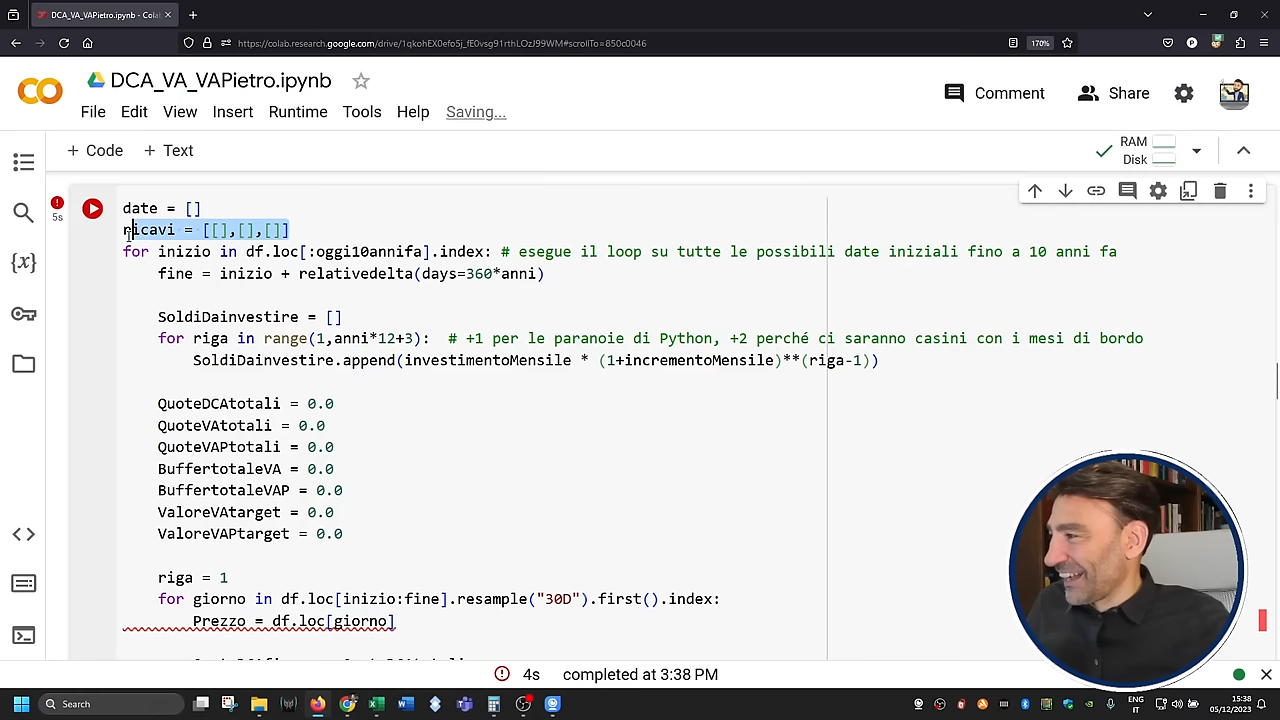 DCA_VA_VAPietro.ipynb - Cola
https://colab.research.google.com/drive/1qkohEX0efo5j_fE0vsg91rthLOzJ99WM#scrollTo=850c0046
170%
DCA_VA_VAPietro.ipynb
Comment
Share
File Edit View Insert Runtime Tools Help Saving...
+ Code + Text
RAM
Disk
5s
date = []
ricavi = [[],[],[]]
for inizio in df.loc[:oggi10annifa].index: # esegue il loop su tutte le possibili date iniziali fino a 10 anni fa
fine = inizio + relativedelta(days=360*anni)
SoldiDainvestire = []
for riga in range(1,anni*12+3): # +1 per le paranoie di Python, +2 perché ci saranno casini con i mesi di bordo
SoldiDainvestire.append(investimentoMensile * (1+incrementoMensile)**(riga-1))
QuoteDCAtotali = 0.0
QuoteVAtotali = 0.0
QuoteVAPtotali = 0.0
BuffertotaleVA = 0.0
BuffertotaleVAP = 0.0
ValoreVAtarget = 0.0
ValoreVAPtarget = 0.0
riga = 1
for giorno in df.loc[inizio:fine].resample("30D").first().index:
Prezzo = df.loc[giorno]
4s completed at 3:38 PM
Search
ENG
IT
15:38
05/12/2023